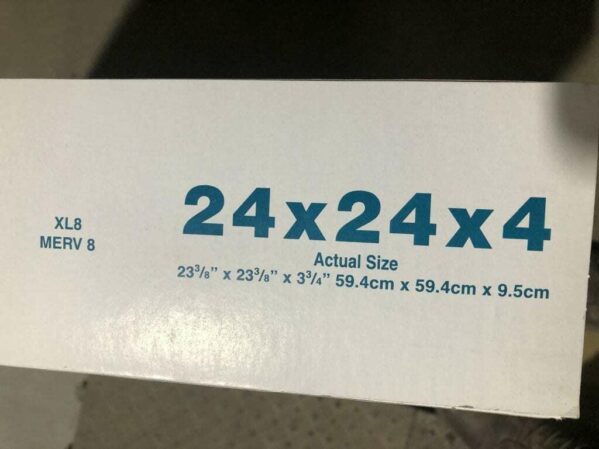 XL8
MERV 8
24x24x4
Actual Size
23³/₈” x 23³/₈” x 3³/₄” 59.4cm x 59.4cm x 9.5cm